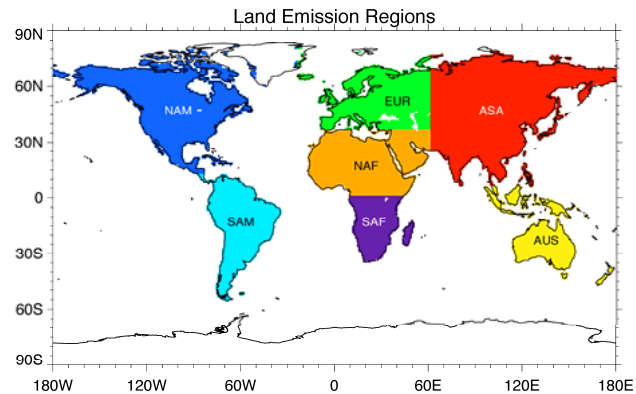 Land Emission Regions
90N
60N
30N
0
30S
60S
90S
NAM
EUR
ASA
NAF
SAM
SAF
AUS
180W 120W 60W 0 60E 120E 180E